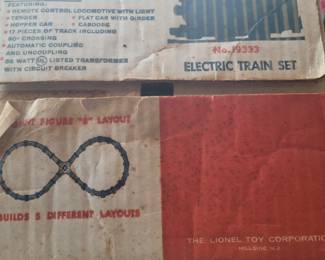 FEATURES:
• REMOTE CONTROL LOCOMOTIVE WITH LIGHT
• TENDER • FLAT CAR WITH GIRDER
• HOPPER CAR • CABOOSE
• 17 PIECES OF TRACK INCLUDING
90° CROSSING
• AUTOMATIC COUPLING
AND UNCOUPLING
WATT UL LISTED TRANSFORMER
WITH CIRCUIT BREAKER
No. 19333
ELECTRIC TRAIN SET
FIGURE "8" LAYOUT
BUILDS 5 DIFFERENT LAYOUTS
THE LIONEL TOY CORPORATION
HILLSIDE, N.J.